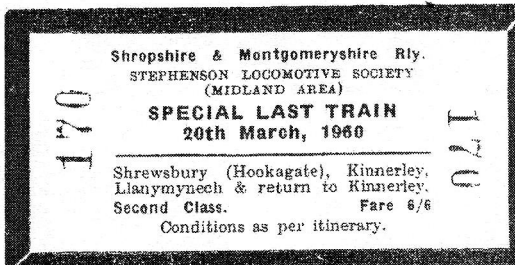 170
Shropshire & Montgomeryshire Rly.
STEPHENSON LOCOMOTIVE SOCIETY
(MIDLAND AREA)
SPECIAL LAST TRAIN
20th March, 1960
Shrewsbury (Hookagate), Kinnerley,
Llanymynech & return to Kinnerley.
Second Class. Fare 6/6
Conditions as per itinerary.
170